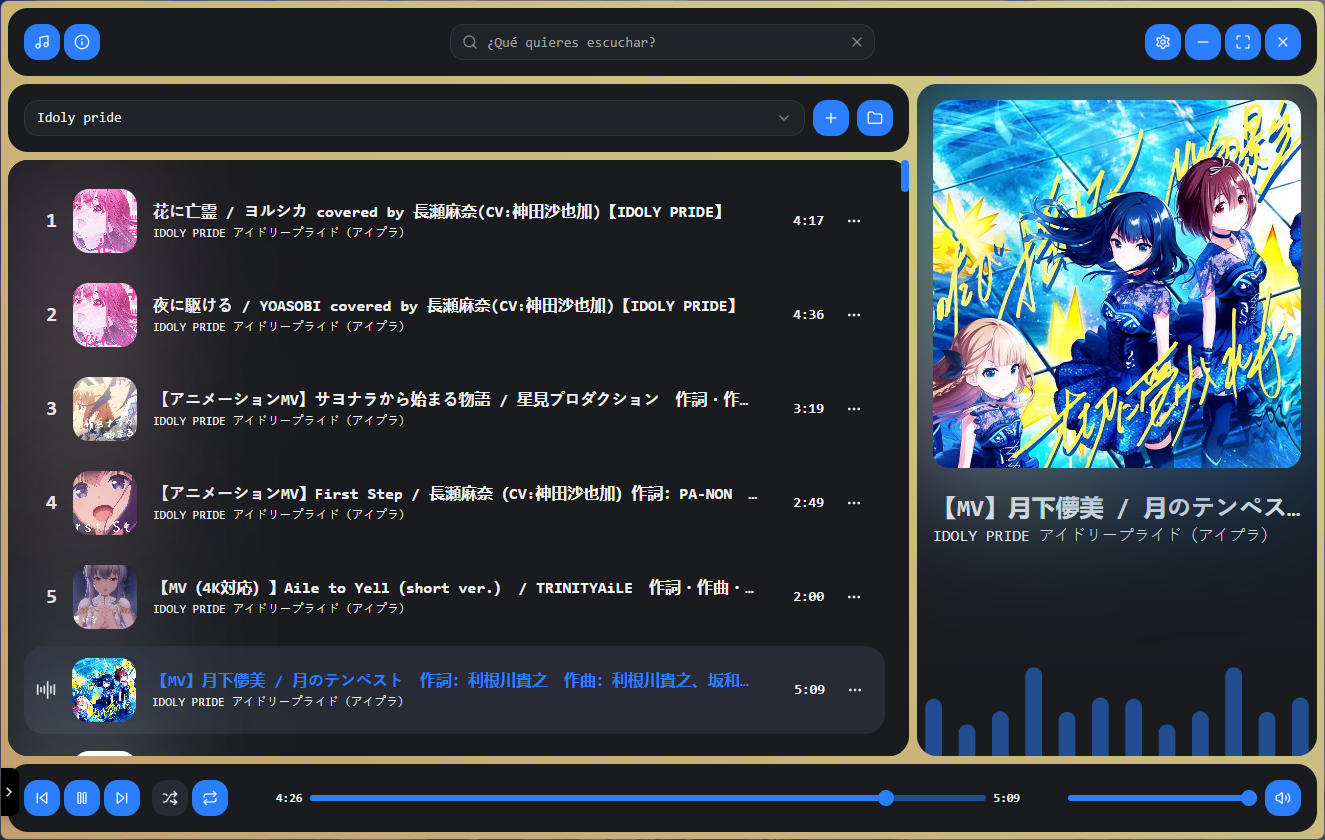 ¿Qué quieres escuchar?
Idoly pride
1
花に亡霊 / ヨルシカ covered by 長瀬麻奈(CV:神田沙也加)【IDOLY PRIDE】
IDOLY PRIDE アイドリープライド（アイプラ）
4:17
2
夜に駆ける / YOASOBI covered by 長瀬麻奈(CV:神田沙也加)【IDOLY PRIDE】
IDOLY PRIDE アイドリープライド（アイプラ）
4:36
3
【アニメーションMV】サヨナラから始まる物語 / 星見プロダクション　作詞・作…
IDOLY PRIDE アイドリープライド（アイプラ）
3:19
4
【アニメーションMV】First Step / 長瀬麻奈 (CV:神田沙也加) 作詞: PA-NON …
IDOLY PRIDE アイドリープライド（アイプラ）
2:49
5
【MV (4K対応) 】Aile to Yell (short ver.)　/ TRINITYAiLE　作詞・作曲・…
IDOLY PRIDE アイドリープライド（アイプラ）
2:00
【MV】月下儚美 / 月のテンペスト　作詞: 利根川貴之　作曲: 利根川貴之、坂和…
IDOLY PRIDE アイドリープライド（アイプラ）
5:09
【MV】月下儚美 / 月のテンペス…
IDOLY PRIDE アイドリープライド（アイプラ）
4:26
5:09